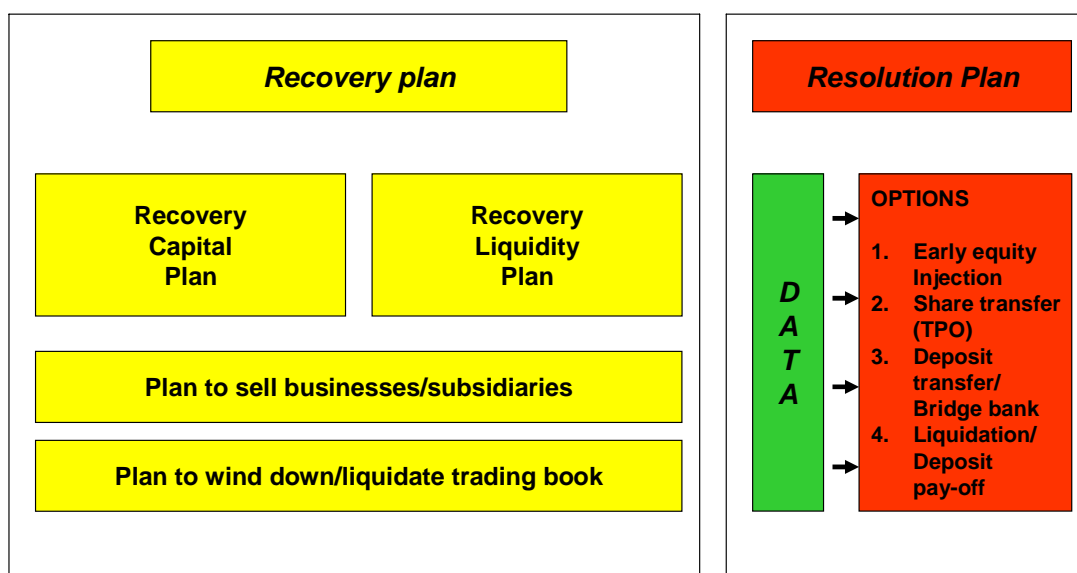 Recovery plan
Recovery
Capital
Plan
Recovery
Liquidity
Plan
Plan to sell businesses/subsidiaries
Plan to wind down/liquidate trading book
Resolution Plan
D
A
T
A
OPTIONS
1. Early equity
Injection
2. Share transfer
(TPO)
3. Deposit
transfer/
Bridge bank
4. Liquidation/
Deposit
pay-off